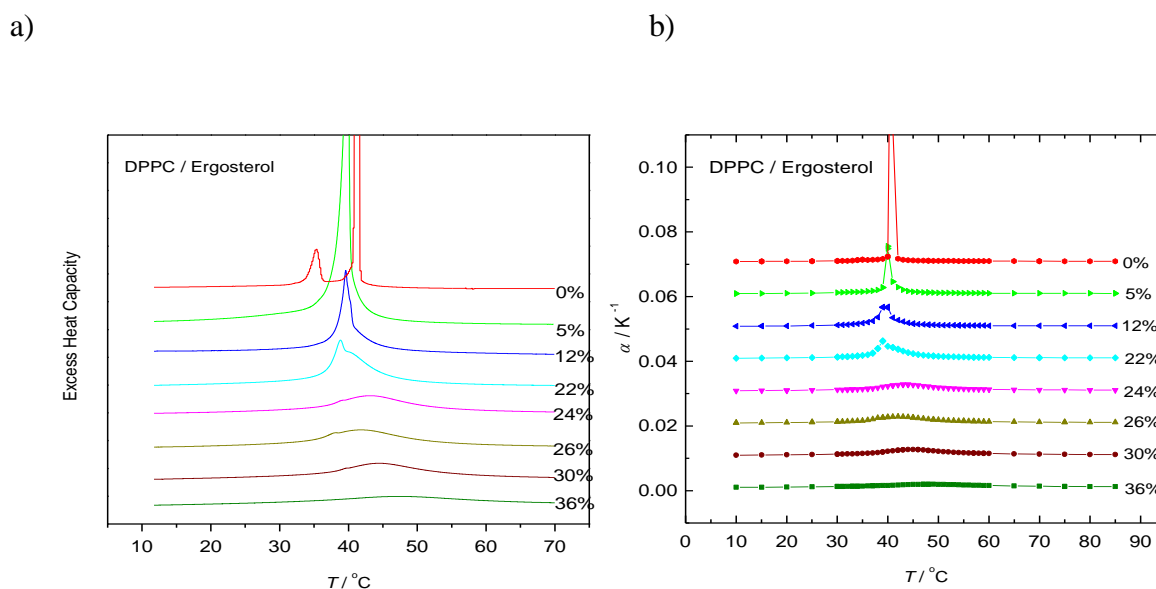 a)
b)
DPPC / Ergosterol
Excess Heat Capacity
0%
5%
12%
22%
24%
26%
30%
36%
10 20 30 40 50 60 70
T / °C
DPPC / Ergosterol
α / K⁻¹
0.10
0.08
0.06
0.04
0.02
0.00
0%
5%
12%
22%
24%
26%
30%
36%
0 10 20 30 40 50 60 70 80 90
T / °C